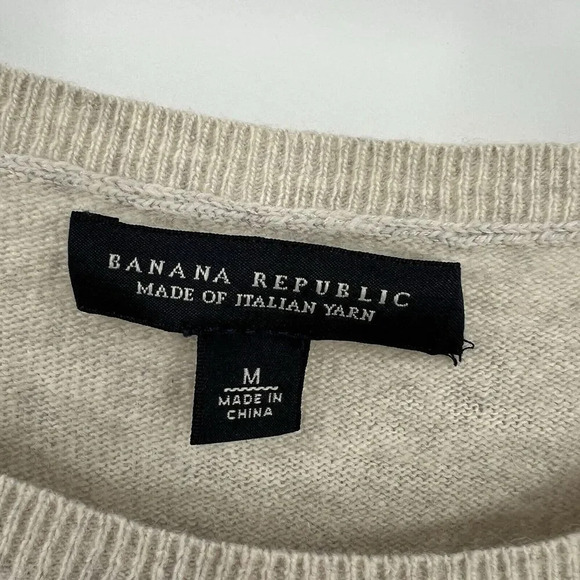 BANANA REPUBLIC
MADE OF ITALIAN YARN
M
MADE IN
CHINA